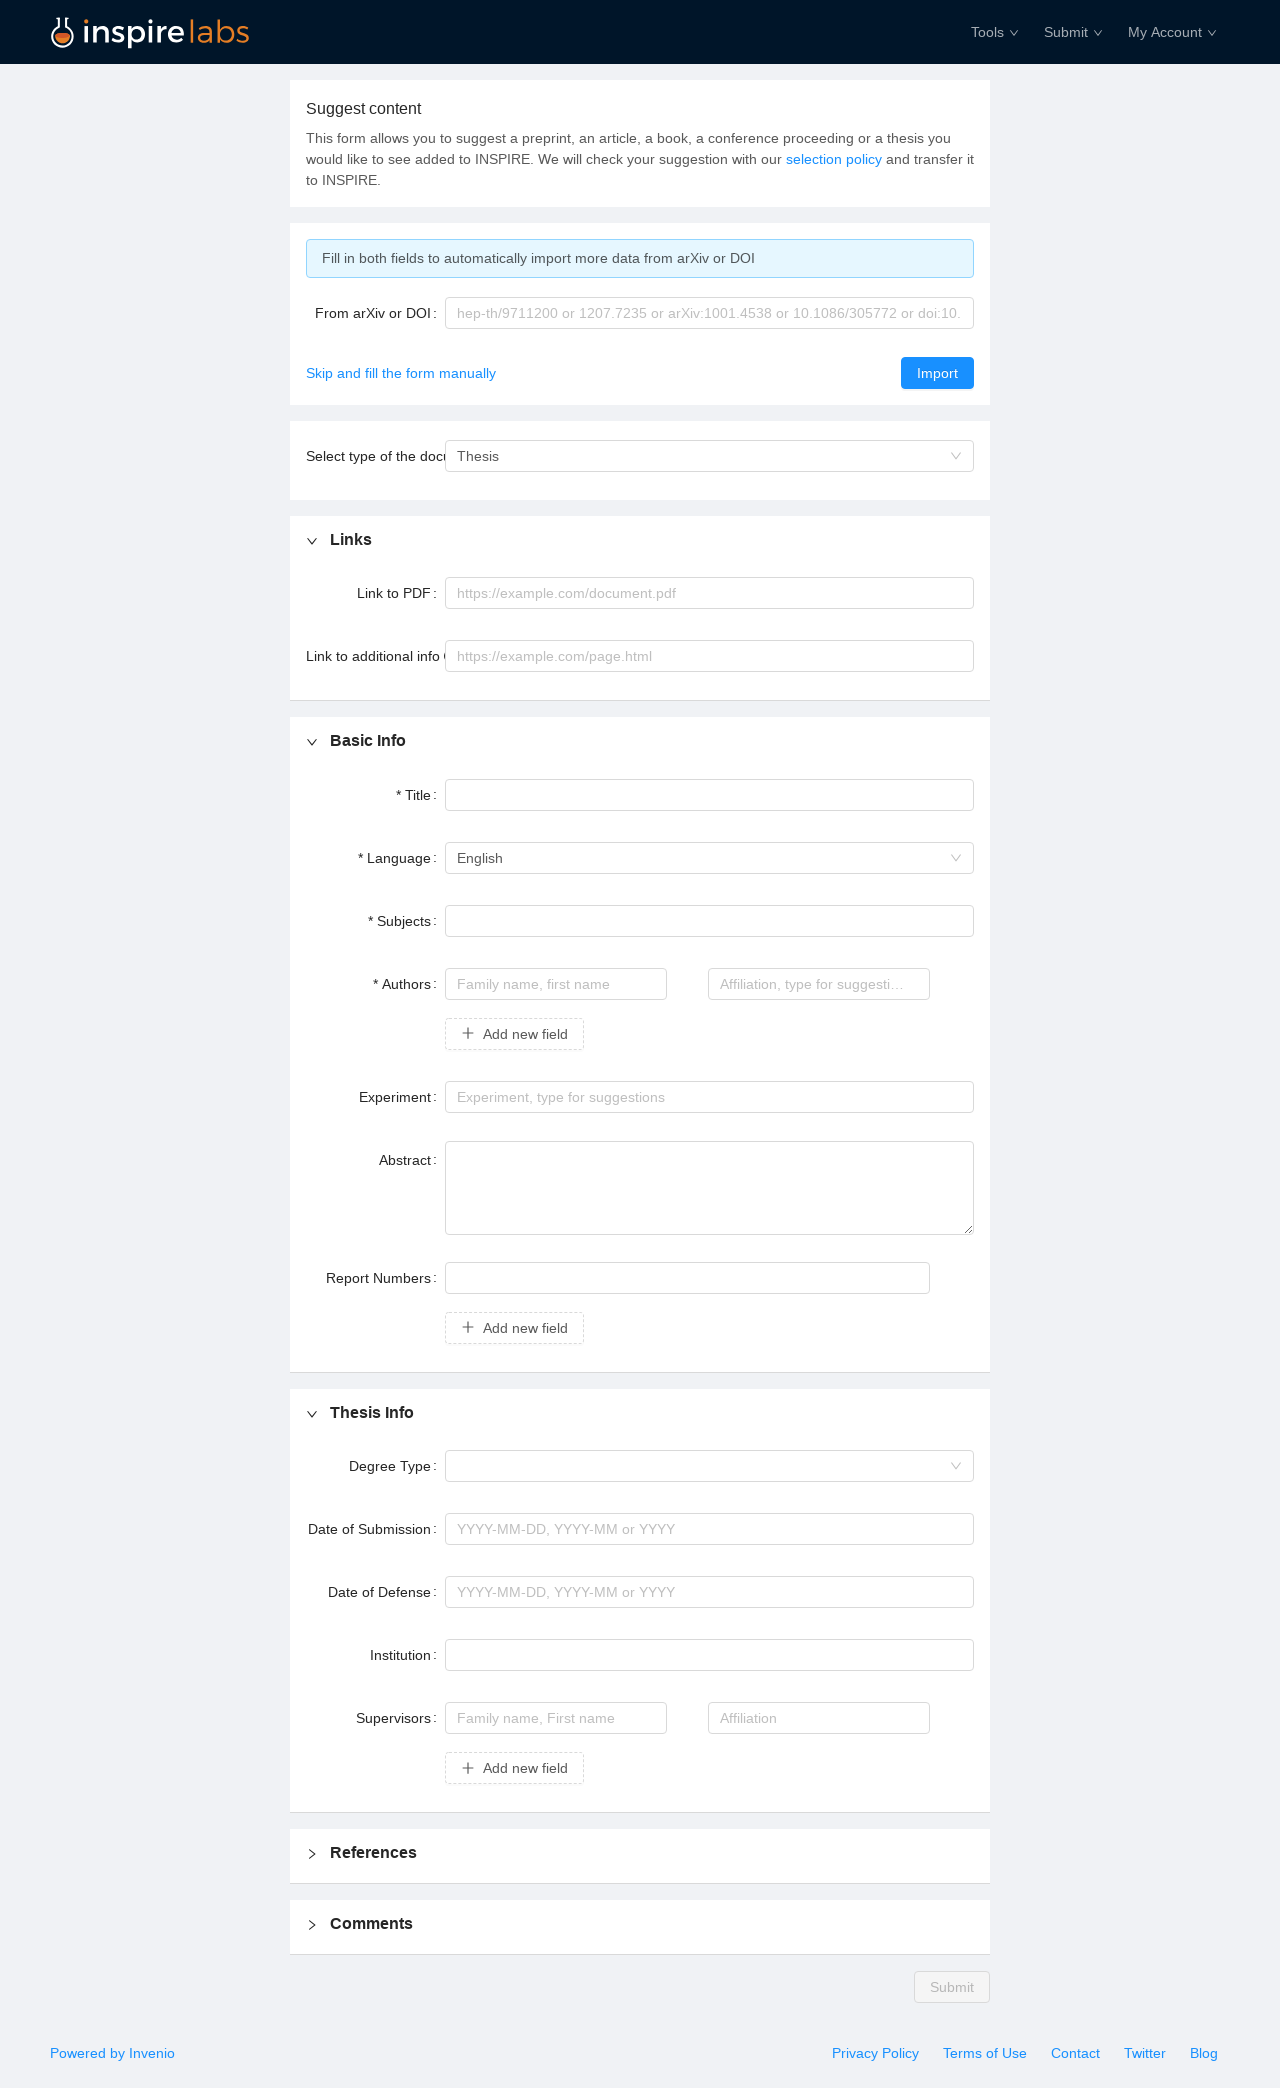 inspire labs
Tools
Submit
My Account
Suggest content
This form allows you to suggest a preprint, an article, a book, a conference proceeding or a thesis you
would like to see added to INSPIRE. We will check your suggestion with our selection policy and transfer it
to INSPIRE.
Fill in both fields to automatically import more data from arXiv or DOI
From arXiv or DOI : hep-th/9711200 or 1207.7235 or arXiv:1001.4538 or 10.1086/305772 or doi:10.
Skip and fill the form manually
Import
Select type of the Thesis
Links
Link to PDF : https://example.com/document.pdf
Link to additional info https://example.com/page.html
Basic Info
* Title :
* Language : English
* Subjects :
* Authors : Family name, first name Affiliation, type for suggesti...
Add new field
Experiment : Experiment, type for suggestions
Abstract :
Report Numbers :
Add new field
Thesis Info
Degree Type :
Date of Submission : YYYY-MM-DD, YYYY-MM or YYYY
Date of Defense : YYYY-MM-DD, YYYY-MM or YYYY
Institution :
Supervisors : Family name, First name Affiliation
Add new field
References
Comments
Submit
Powered by Invenio
Privacy Policy
Terms of Use
Contact
Twitter
Blog